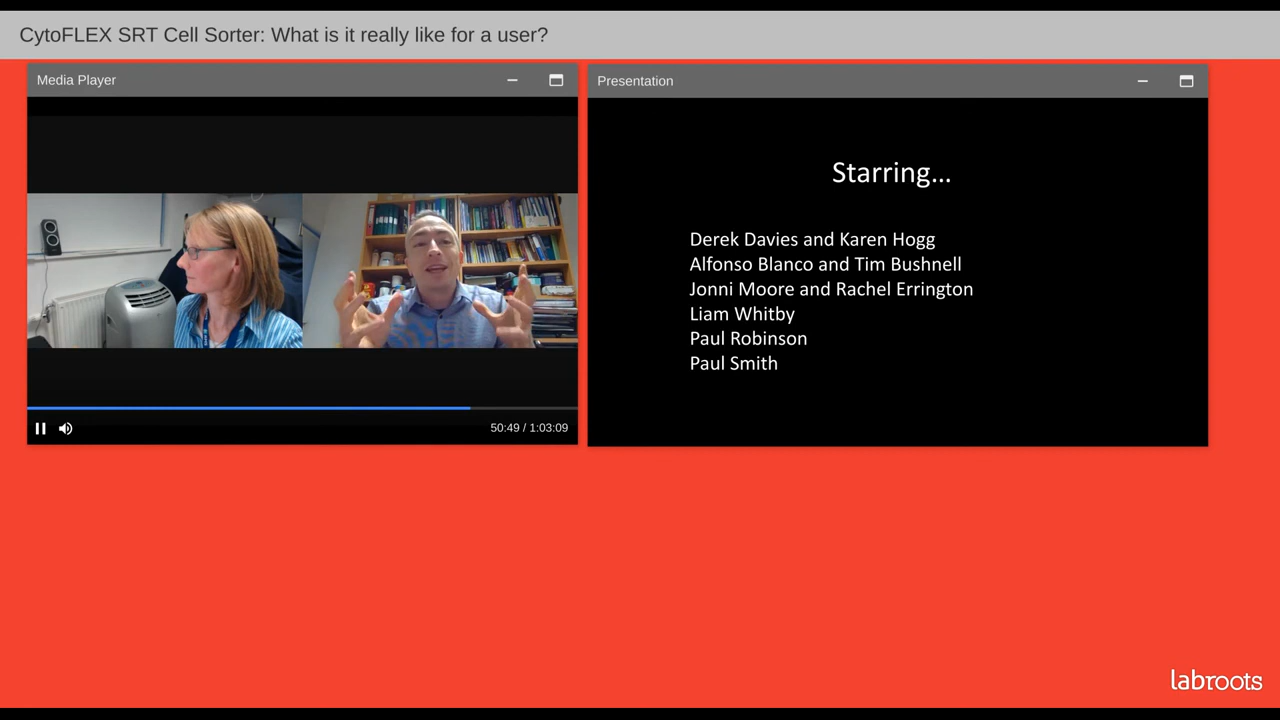 CytoFLEX SRT Cell Sorter: What is it really like for a user?
Media Player
Presentation
Starring...
Derek Davies and Karen Hogg
Alfonso Blanco and Tim Bushnell
Jonni Moore and Rachel Errington
Liam Whitby
Paul Robinson
Paul Smith
50:49 / 1:03:09
labroots